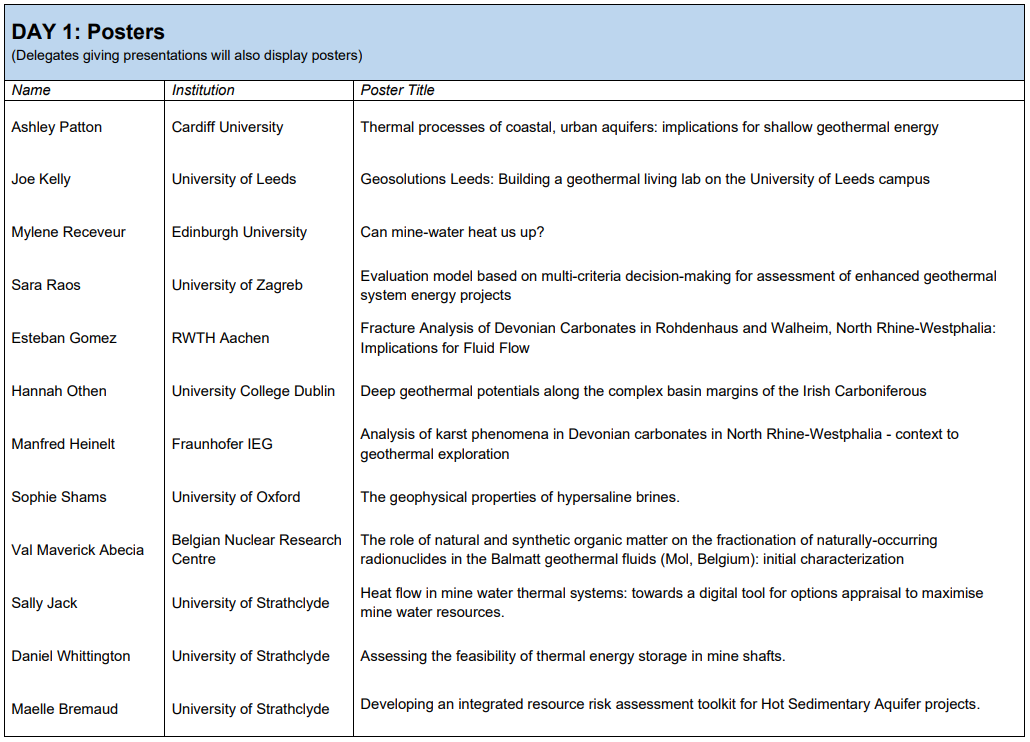 DAY 1: Posters
(Delegates giving presentations will also display posters)
Name Institution Poster Title
Ashley Patton Cardiff University Thermal processes of coastal, urban aquifers: implications for shallow geothermal energy
Joe Kelly University of Leeds Geosolutions Leeds: Building a geothermal living lab on the University of Leeds campus
Mylene Receveur Edinburgh University Can mine-water heat us up?
Sara Raos University of Zagreb Evaluation model based on multi-criteria decision-making for assessment of enhanced geothermal
system energy projects
Esteban Gomez RWTH Aachen Fracture Analysis of Devonian Carbonates in Rohdenhaus and Walheim, North Rhine-Westphalia:
Implications for Fluid Flow
Hannah Othen University College Dublin Deep geothermal potentials along the complex basin margins of the Irish Carboniferous
Manfred Heinelt Fraunhofer IEG Analysis of karst phenomena in Devonian carbonates in North Rhine-Westphalia - context to
geothermal exploration
Sophie Shams University of Oxford The geophysical properties of hypersaline brines.
Val Maverick Abecia Belgian Nuclear Research The role of natural and synthetic organic matter on the fractionation of naturally-occurring
Centre radionuclides in the Balmatt geothermal fluids (Mol, Belgium): initial characterization
Sally Jack University of Strathclyde Heat flow in mine water thermal systems: towards a digital tool for options appraisal to maximise
mine water resources.
Daniel Whittington University of Strathclyde Assessing the feasibility of thermal energy storage in mine shafts.
Maelle Bremaud University of Strathclyde Developing an integrated resource risk assessment toolkit for Hot Sedimentary Aquifer projects.